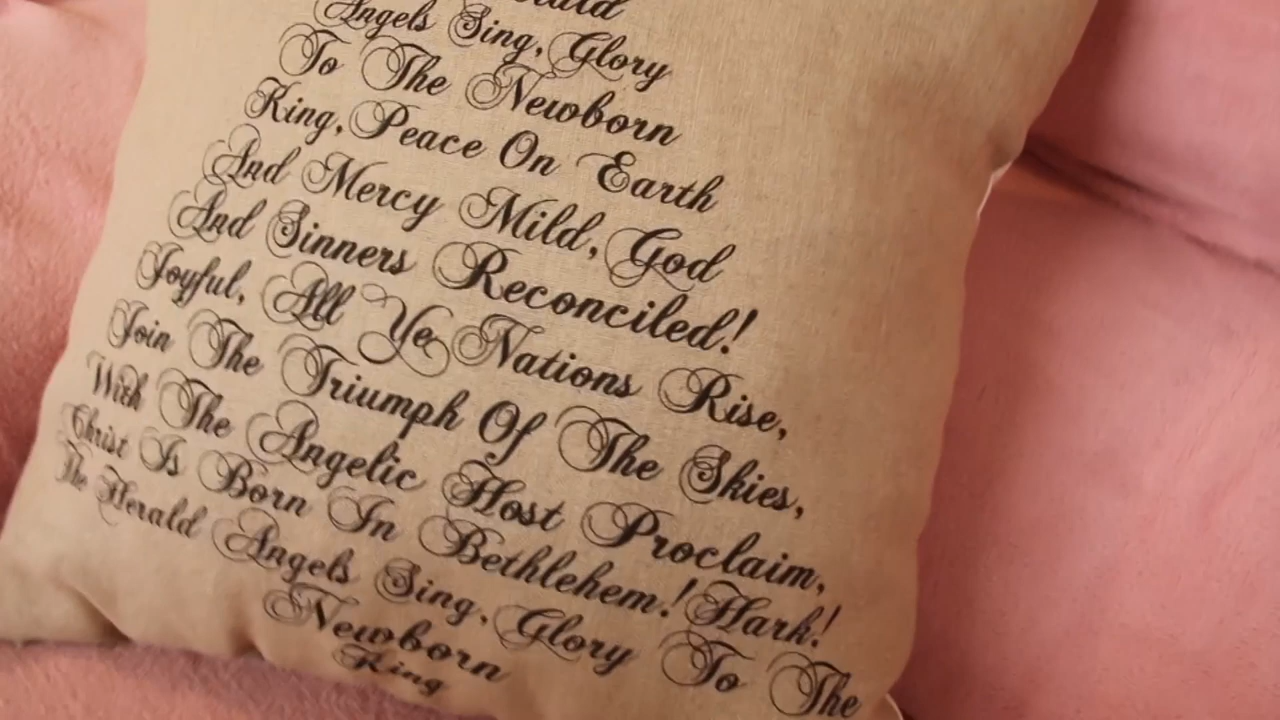 Herald
Angels Sing, Glory
To The Newborn
King, Peace On Earth
And Mercy Mild, God
And Sinners Reconciled!
Joyful, All Ye Nations Rise,
Join The Triumph Of The Skies,
With The Angelic Host Proclaim,
Christ Is Born In Bethlehem! Hark!
The Herald Angels Sing, Glory To The
Newborn
King